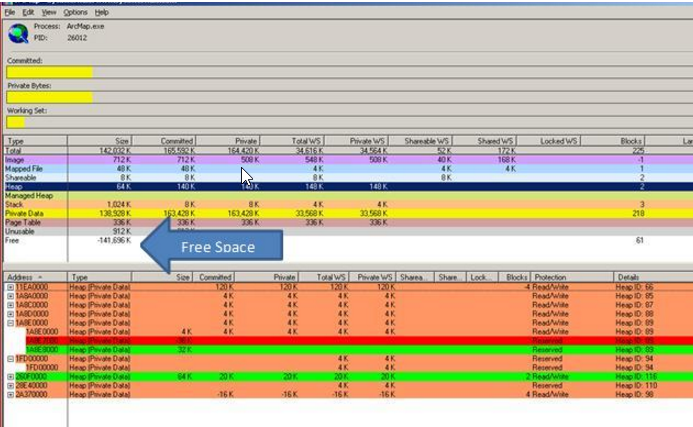 File Edit View Options Help
Process: ArcMap.exe
PID: 26012
Committed:
Private Bytes:
Working Set:
Type Size Committed Private Total WS Private WS Shareable WS Shared WS Locked WS Blocks
Total 142,032 K 165,592 K 164,420 K 34,616 K 34,564 K 52 K 172 K 225
Image 712 K 712 K 508 K 548 K 508 K 40 K 168 K -1
Mapped File 48 K 48 K 4 K 4 K 4 K 1
Shareable 8 K 8 K 8 K 2
Heap 64 K 140 K 140 K 148 K 148 K 2
Managed Heap
Stack 1,024 K 8 K 8 K 4 K 4 K 3
Private Data 138,928 K 163,428 K 163,428 K 33,568 K 33,568 K 218
Page Table 336 K 336 K 336 K 336 K 336 K
Unusable 912 K
Free -141,696 K 61
Free Space
Address Type Size Committed Private Total WS Private WS Sharea... Share... Lock... Blocks Protection Details
11EA0000 Heap (Private Data) 120 K 120 K 120 K 120 K -4 Read/Write Heap ID: 66
1A8A0000 Heap (Private Data) 4 K 4 K 4 K 4 K Read/Write Heap ID: 85
1A8C0000 Heap (Private Data) 4 K 4 K 4 K 4 K Read/Write Heap ID: 87
1A8D0000 Heap (Private Data) 4 K 4 K 4 K 4 K Read/Write Heap ID: 88
1A8E0000 Heap (Private Data) 4 K 4 K 4 K 4 K Read/Write Heap ID: 89
1A8E0000 Heap (Private Data) 4 K 4 K 4 K 4 K 4 K Read/Write Heap ID: 89
Heap (Private Data) Reserved
1A8E8000 Heap (Private Data) 32 K Reserved Heap ID: 89
1FD00000 Heap (Private Data) 4 K 4 K Reserved Heap ID: 94
1FD00000 Heap (Private Data) 4 K 4 K Reserved Heap ID: 94
260F0000 Heap (Private Data) 64 K 20 K 20 K 20 K 20 K 2 Read/Write Heap ID: 116
28E40000 Heap (Private Data) 4 K 4 K Reserved Heap ID: 110
2A370000 Heap (Private Data) -16 K -16 K -16 K -16 K 4 Read/Write Heap ID: 98